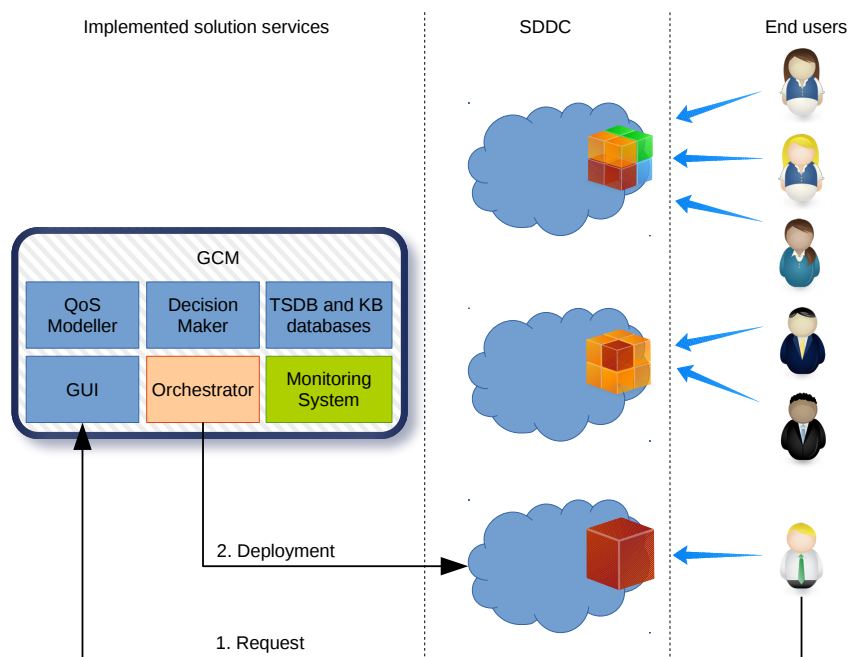 Implemented solution services
SDDC
End users
GCM
QoS
Modeller
Decision
Maker
TSDB and KB
databases
GUI
Orchestrator
Monitoring
System
2. Deployment
1. Request